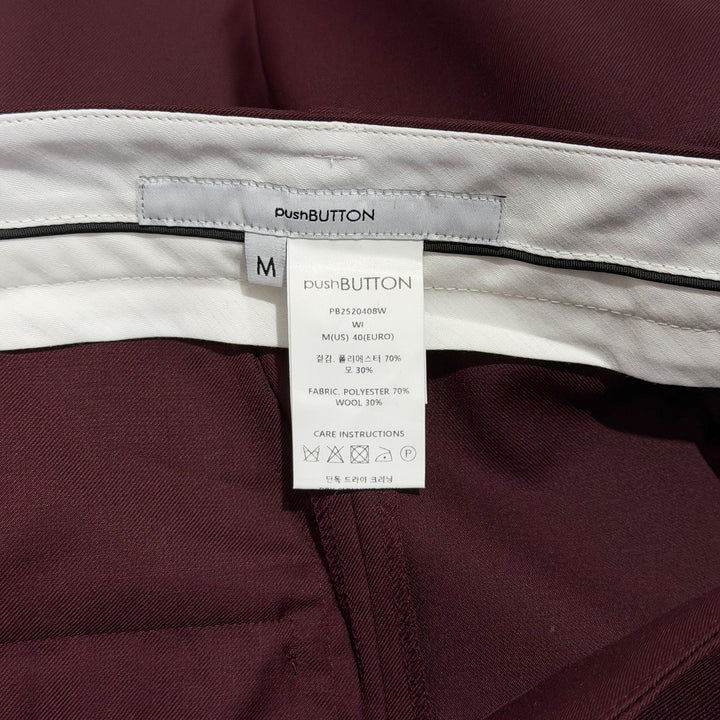 pushBUTTON
M
pushBUTTON
PB2520408W
WI
M(US) 40(EURO)
겉감. 폴리에스터 70%
모 30%
FABRIC. POLYESTER 70%
WOOL 30%
CARE INSTRUCTIONS
P
단독 드라이 크리닝